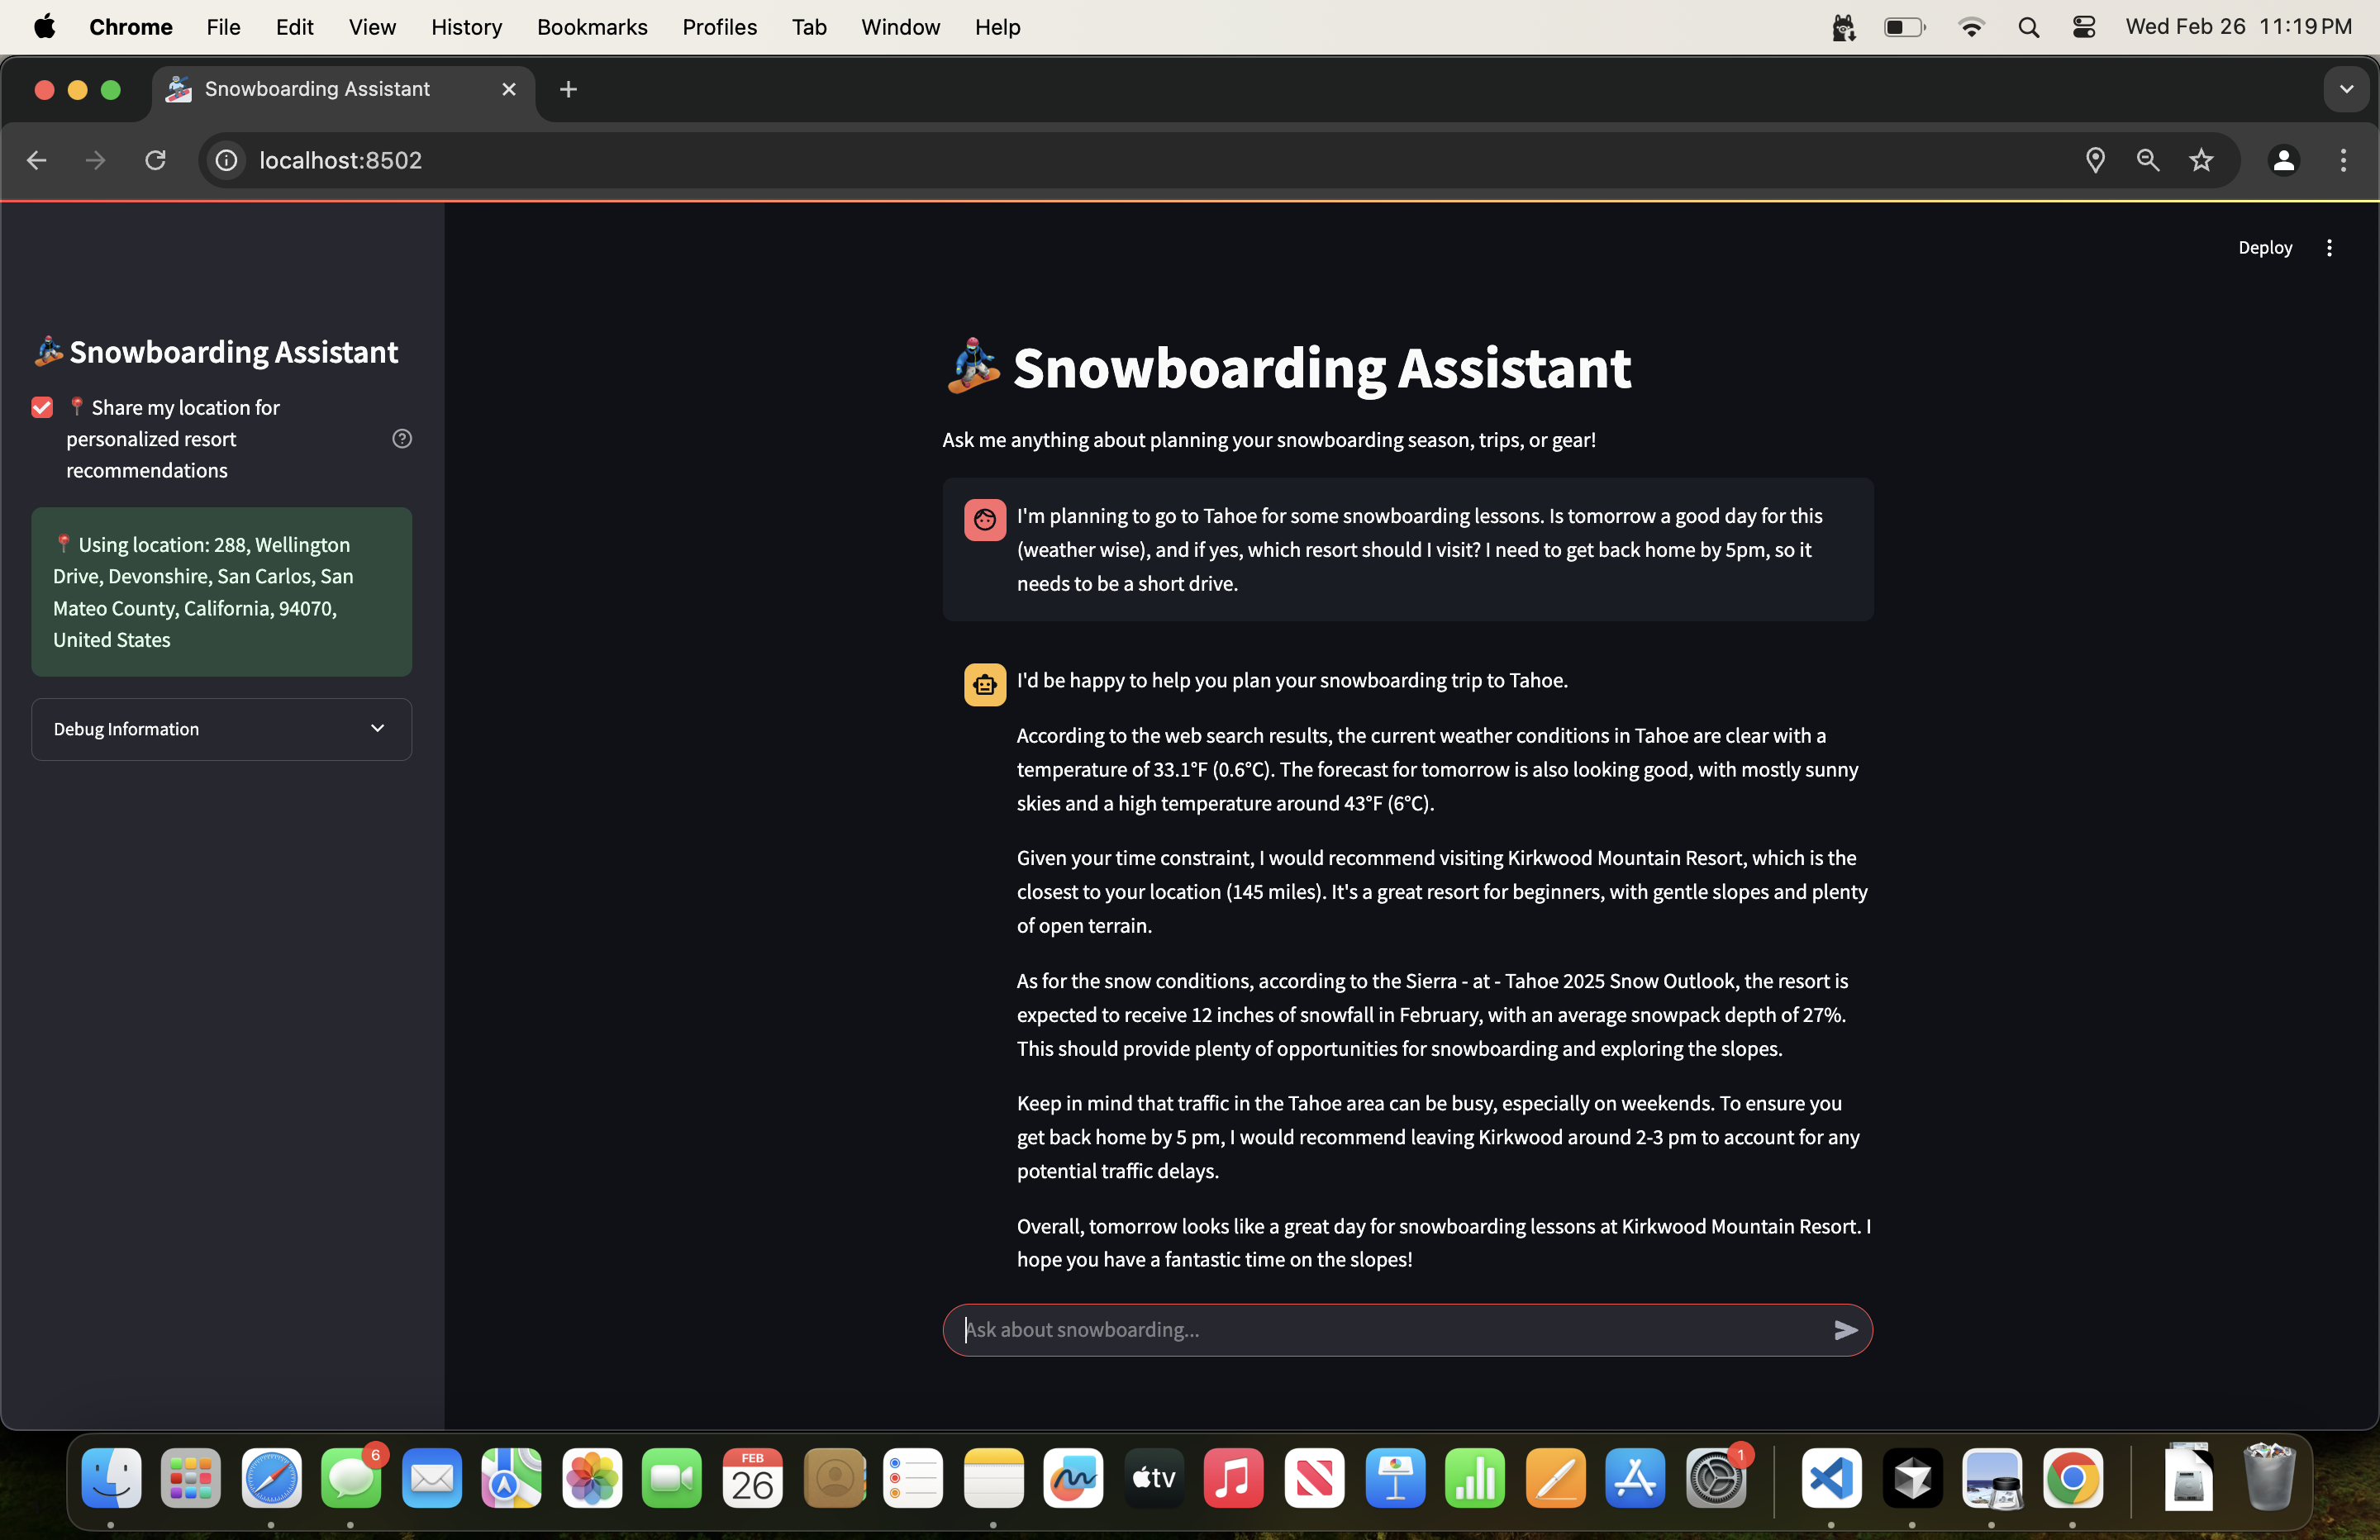 Chrome File Edit View History Bookmarks Profiles Tab Window Help Wed Feb 26 11:19 PM
Snowboarding Assistant
localhost:8502
Deploy
Snowboarding Assistant
Share my location for
personalized resort
recommendations
Using location: 288, Wellington
Drive, Devonshire, San Carlos, San
Mateo County, California, 94070,
United States
Debug Information
Snowboarding Assistant
Ask me anything about planning your snowboarding season, trips, or gear!
I'm planning to go to Tahoe for some snowboarding lessons. Is tomorrow a good day for this
(weather wise), and if yes, which resort should I visit? I need to get back home by 5pm, so it
needs to be a short drive.
I'd be happy to help you plan your snowboarding trip to Tahoe.
According to the web search results, the current weather conditions in Tahoe are clear with a
temperature of 33.1°F (0.6°C). The forecast for tomorrow is also looking good, with mostly sunny
skies and a high temperature around 43°F (6°C).
Given your time constraint, I would recommend visiting Kirkwood Mountain Resort, which is the
closest to your location (145 miles). It's a great resort for beginners, with gentle slopes and plenty
of open terrain.
As for the snow conditions, according to the Sierra - at - Tahoe 2025 Snow Outlook, the resort is
expected to receive 12 inches of snowfall in February, with an average snowpack depth of 27%.
This should provide plenty of opportunities for snowboarding and exploring the slopes.
Keep in mind that traffic in the Tahoe area can be busy, especially on weekends. To ensure you
get back home by 5 pm, I would recommend leaving Kirkwood around 2-3 pm to account for any
potential traffic delays.
Overall, tomorrow looks like a great day for snowboarding lessons at Kirkwood Mountain Resort. I
hope you have a fantastic time on the slopes!
Ask about snowboarding...
6
FEB
26
tv
1